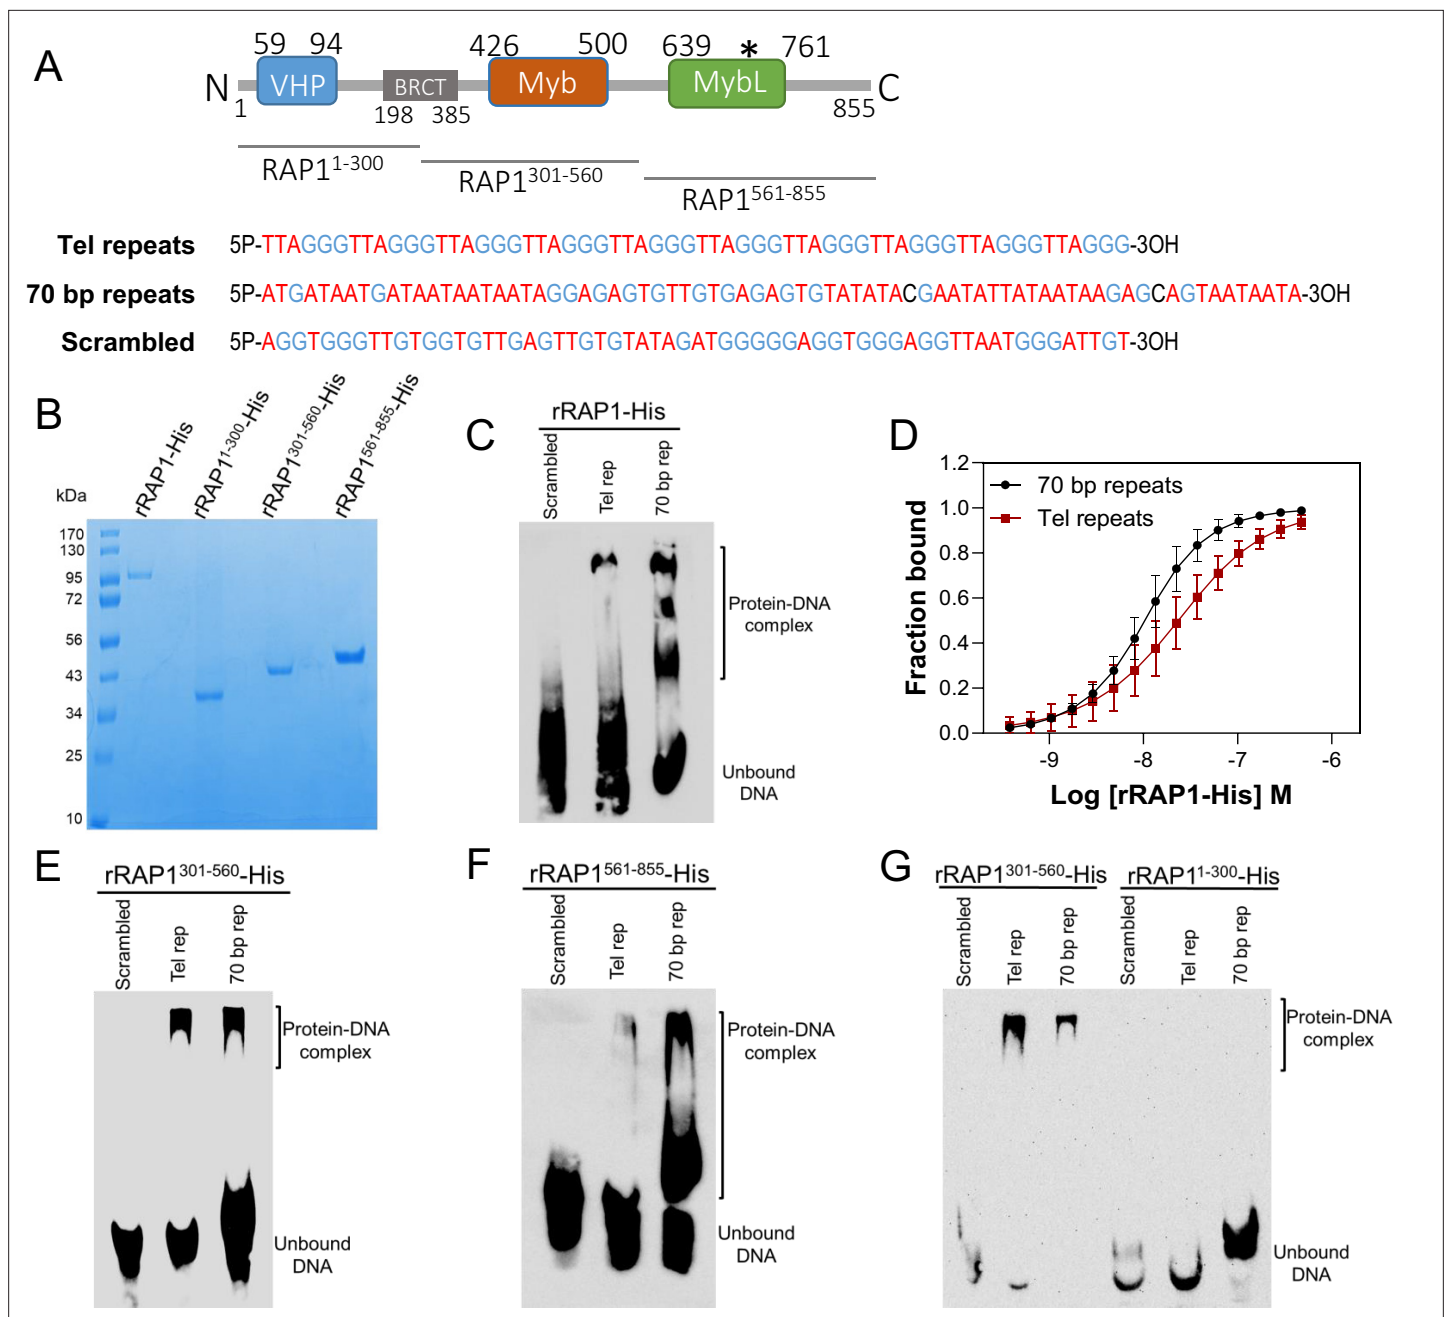 A
59 94 426 500 639 * 761
N VHP BRCT Myb MybL C
1 198 385 855
RAP1^1-300
RAP1^301-560
RAP1^561-855
Tel repeats 5P-TTAGGGTTAGGGTTAGGGTTAGGGTTAGGGTTAGGGTTAGGGTTAGGGTTAGGGTTAGGG-3OH
70 bp repeats 5P-ATGATAATGATAATAATAATAGGAGAGTGTTGTGAGAGTGTATATACGAATATTATAATAAGAGCAGTAATAATA-3OH
Scrambled 5P-AGGTGGGTTGTGGTGTTGAGTTGTGTATAGATGGGGGAGGTGGGAGGTTAATGGGATTGT-3OH
B
rRAP1-His
rRAP1^1-300-His
rRAP1^301-560-His
rRAP1^561-855-His
kDa
170
130
95
72
56
43
34
25
10
C
rRAP1-His
Scrambled
Tel rep
70 bp rep
Protein-DNA
complex
Unbound
DNA
D
Fraction bound
1.2
1.0
0.8
0.6
0.4
0.2
0.0
70 bp repeats
Tel repeats
-9 -8 -7 -6
Log [rRAP1-His] M
E
rRAP1^301-560-His
Scrambled
Tel rep
70 bp rep
Protein-DNA
complex
Unbound
DNA
F
rRAP1^561-855-His
Scrambled
Tel rep
70 bp rep
Protein-DNA
complex
Unbound
DNA
G
rRAP1^301-560-His rRAP1^1-300-His
Scrambled
Tel rep
70 bp rep
Scrambled
Tel rep
70 bp rep
Protein-DNA
complex
Unbound
DNA